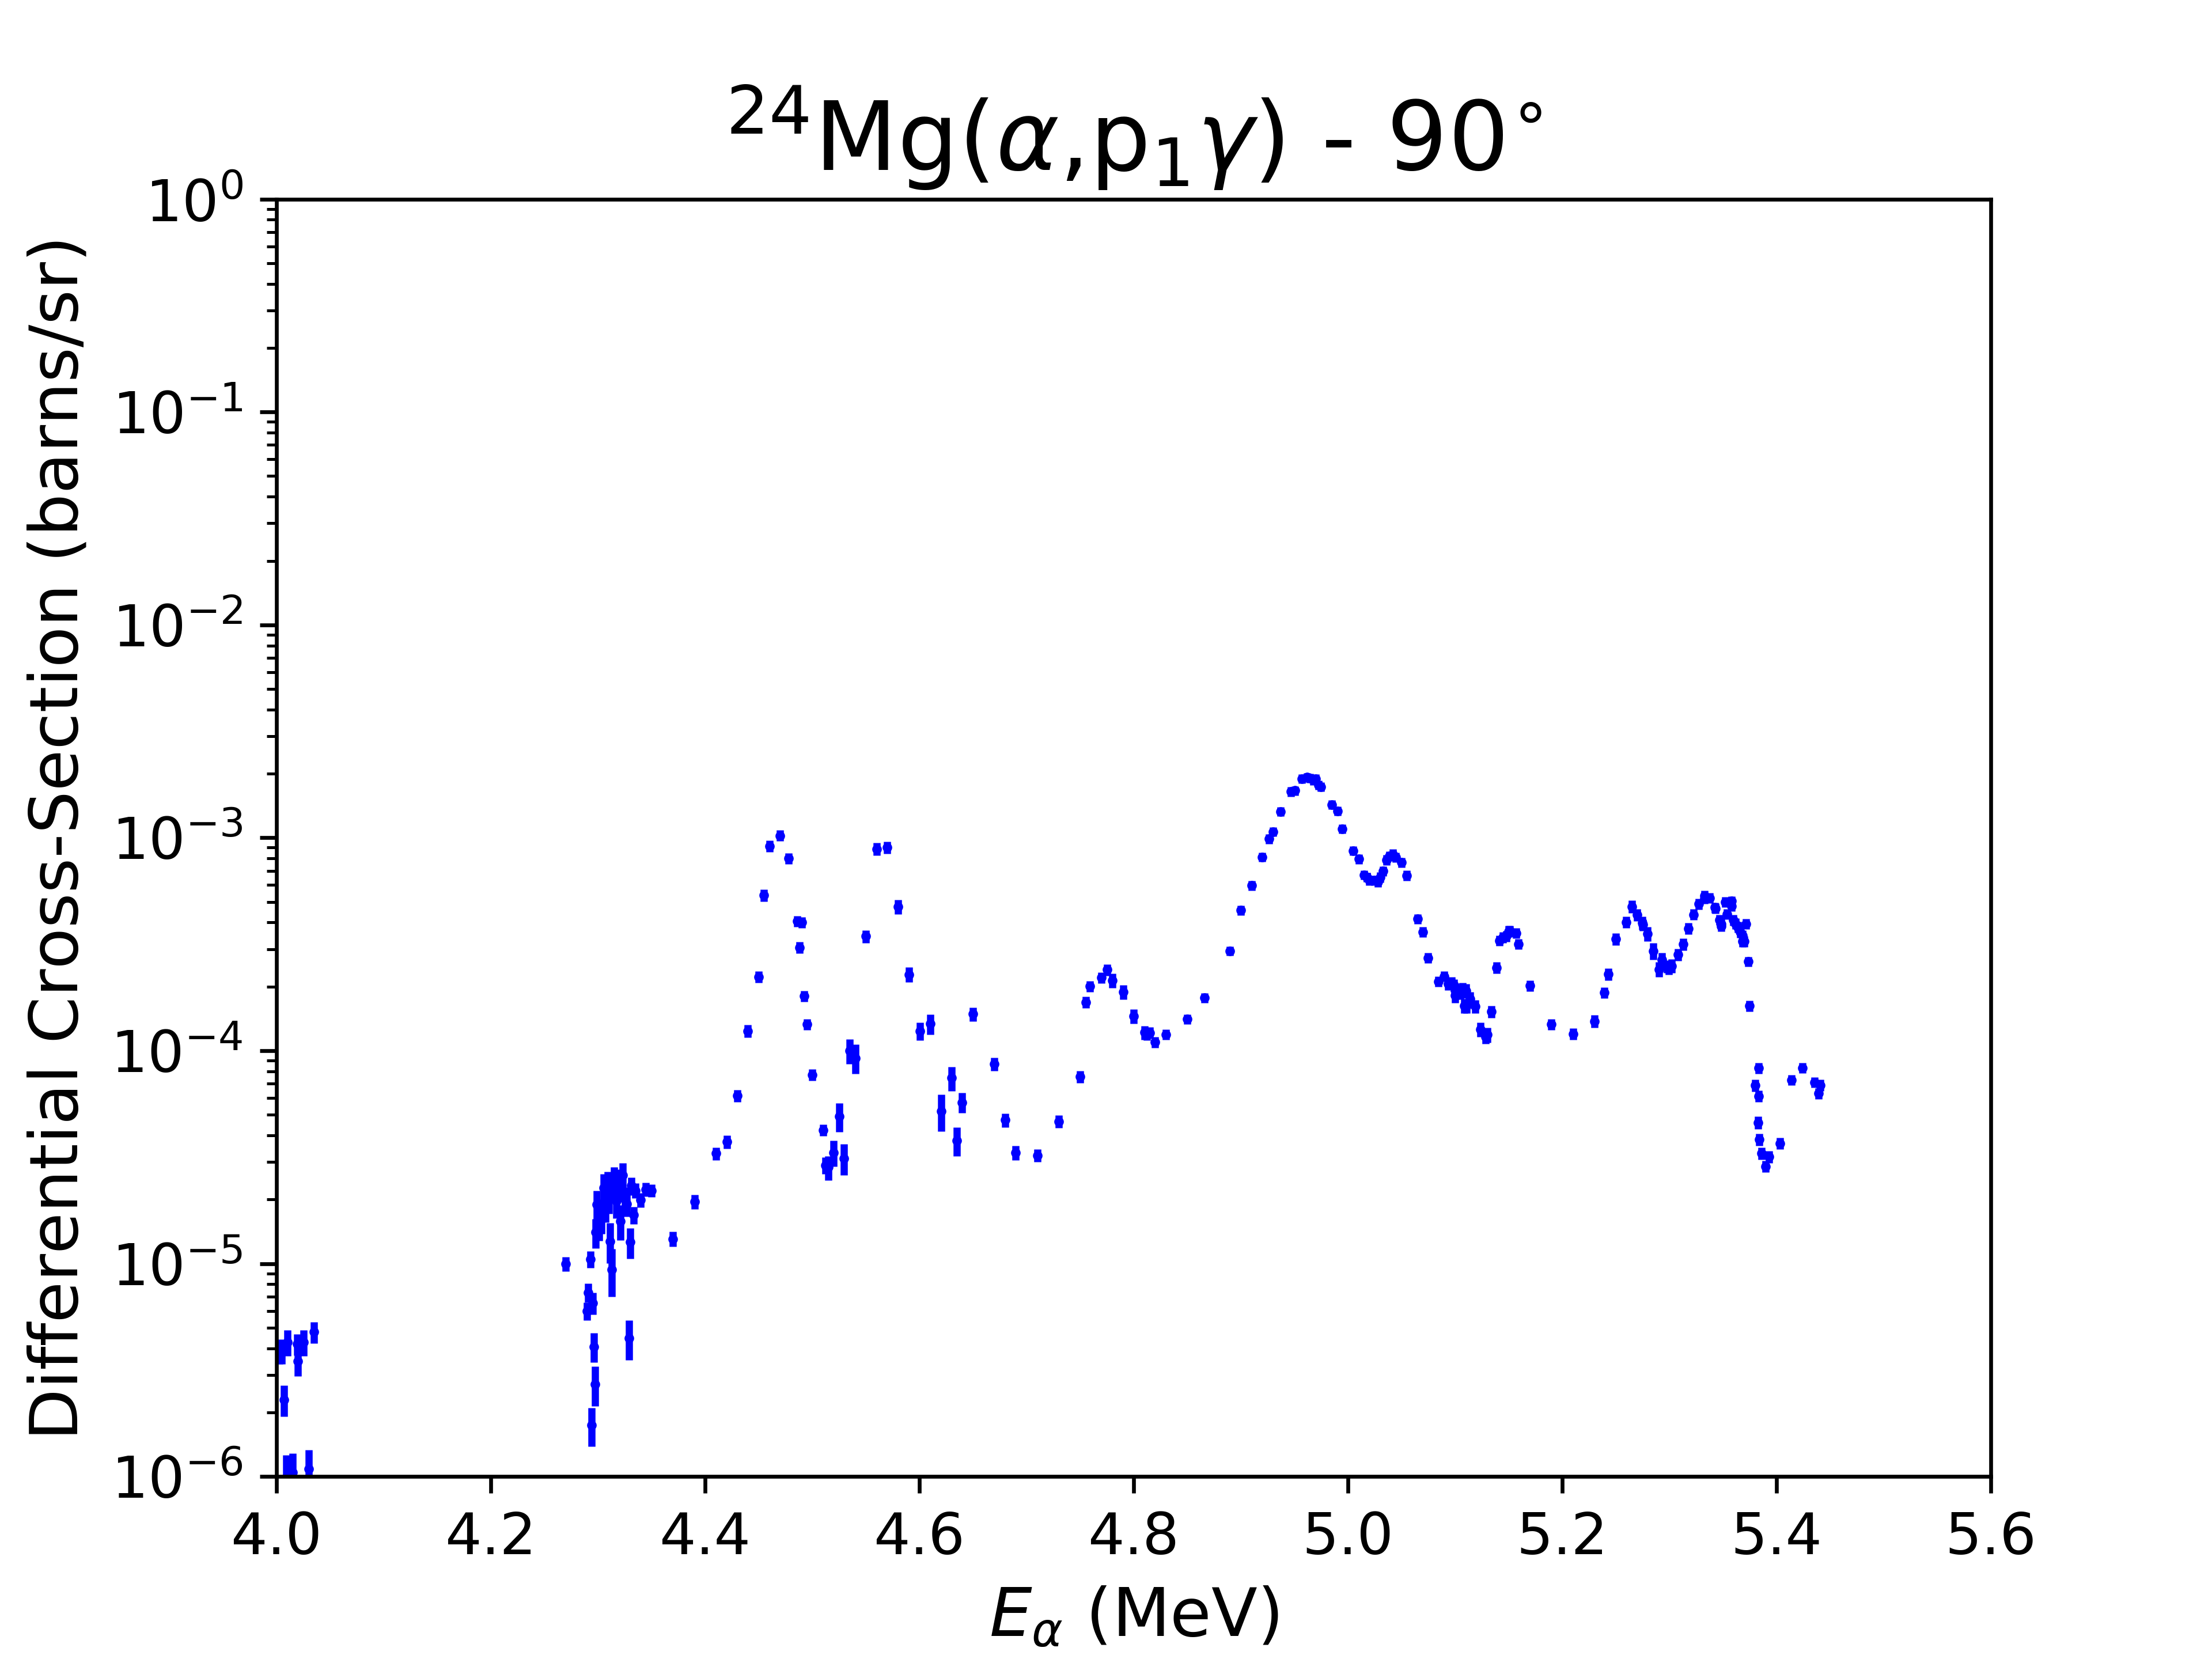 ²⁴Mg(α,p₁γ) - 90°
Differential Cross-Section (barns/sr)
10⁰
10⁻¹
10⁻²
10⁻³
10⁻⁴
10⁻⁵
10⁻⁶
4.0 4.2 4.4 4.6 4.8 5.0 5.2 5.4 5.6
E_α (MeV)